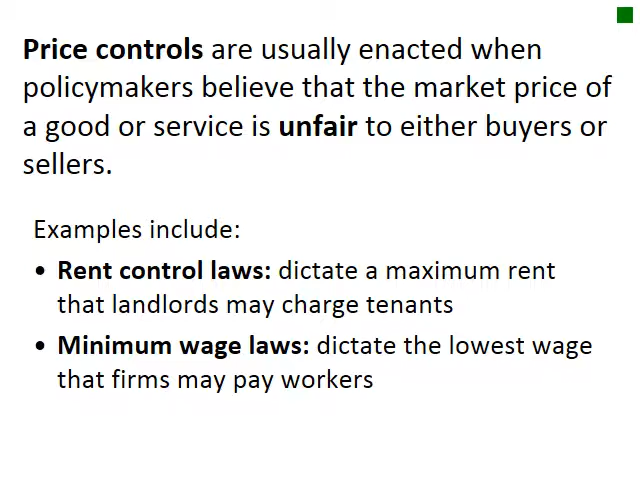 Price controls are usually enacted when
policymakers believe that the market price of
a good or service is unfair to either buyers or
sellers.
Examples include:
• Rent control laws: dictate a maximum rent
that landlords may charge tenants
• Minimum wage laws: dictate the lowest wage
that firms may pay workers